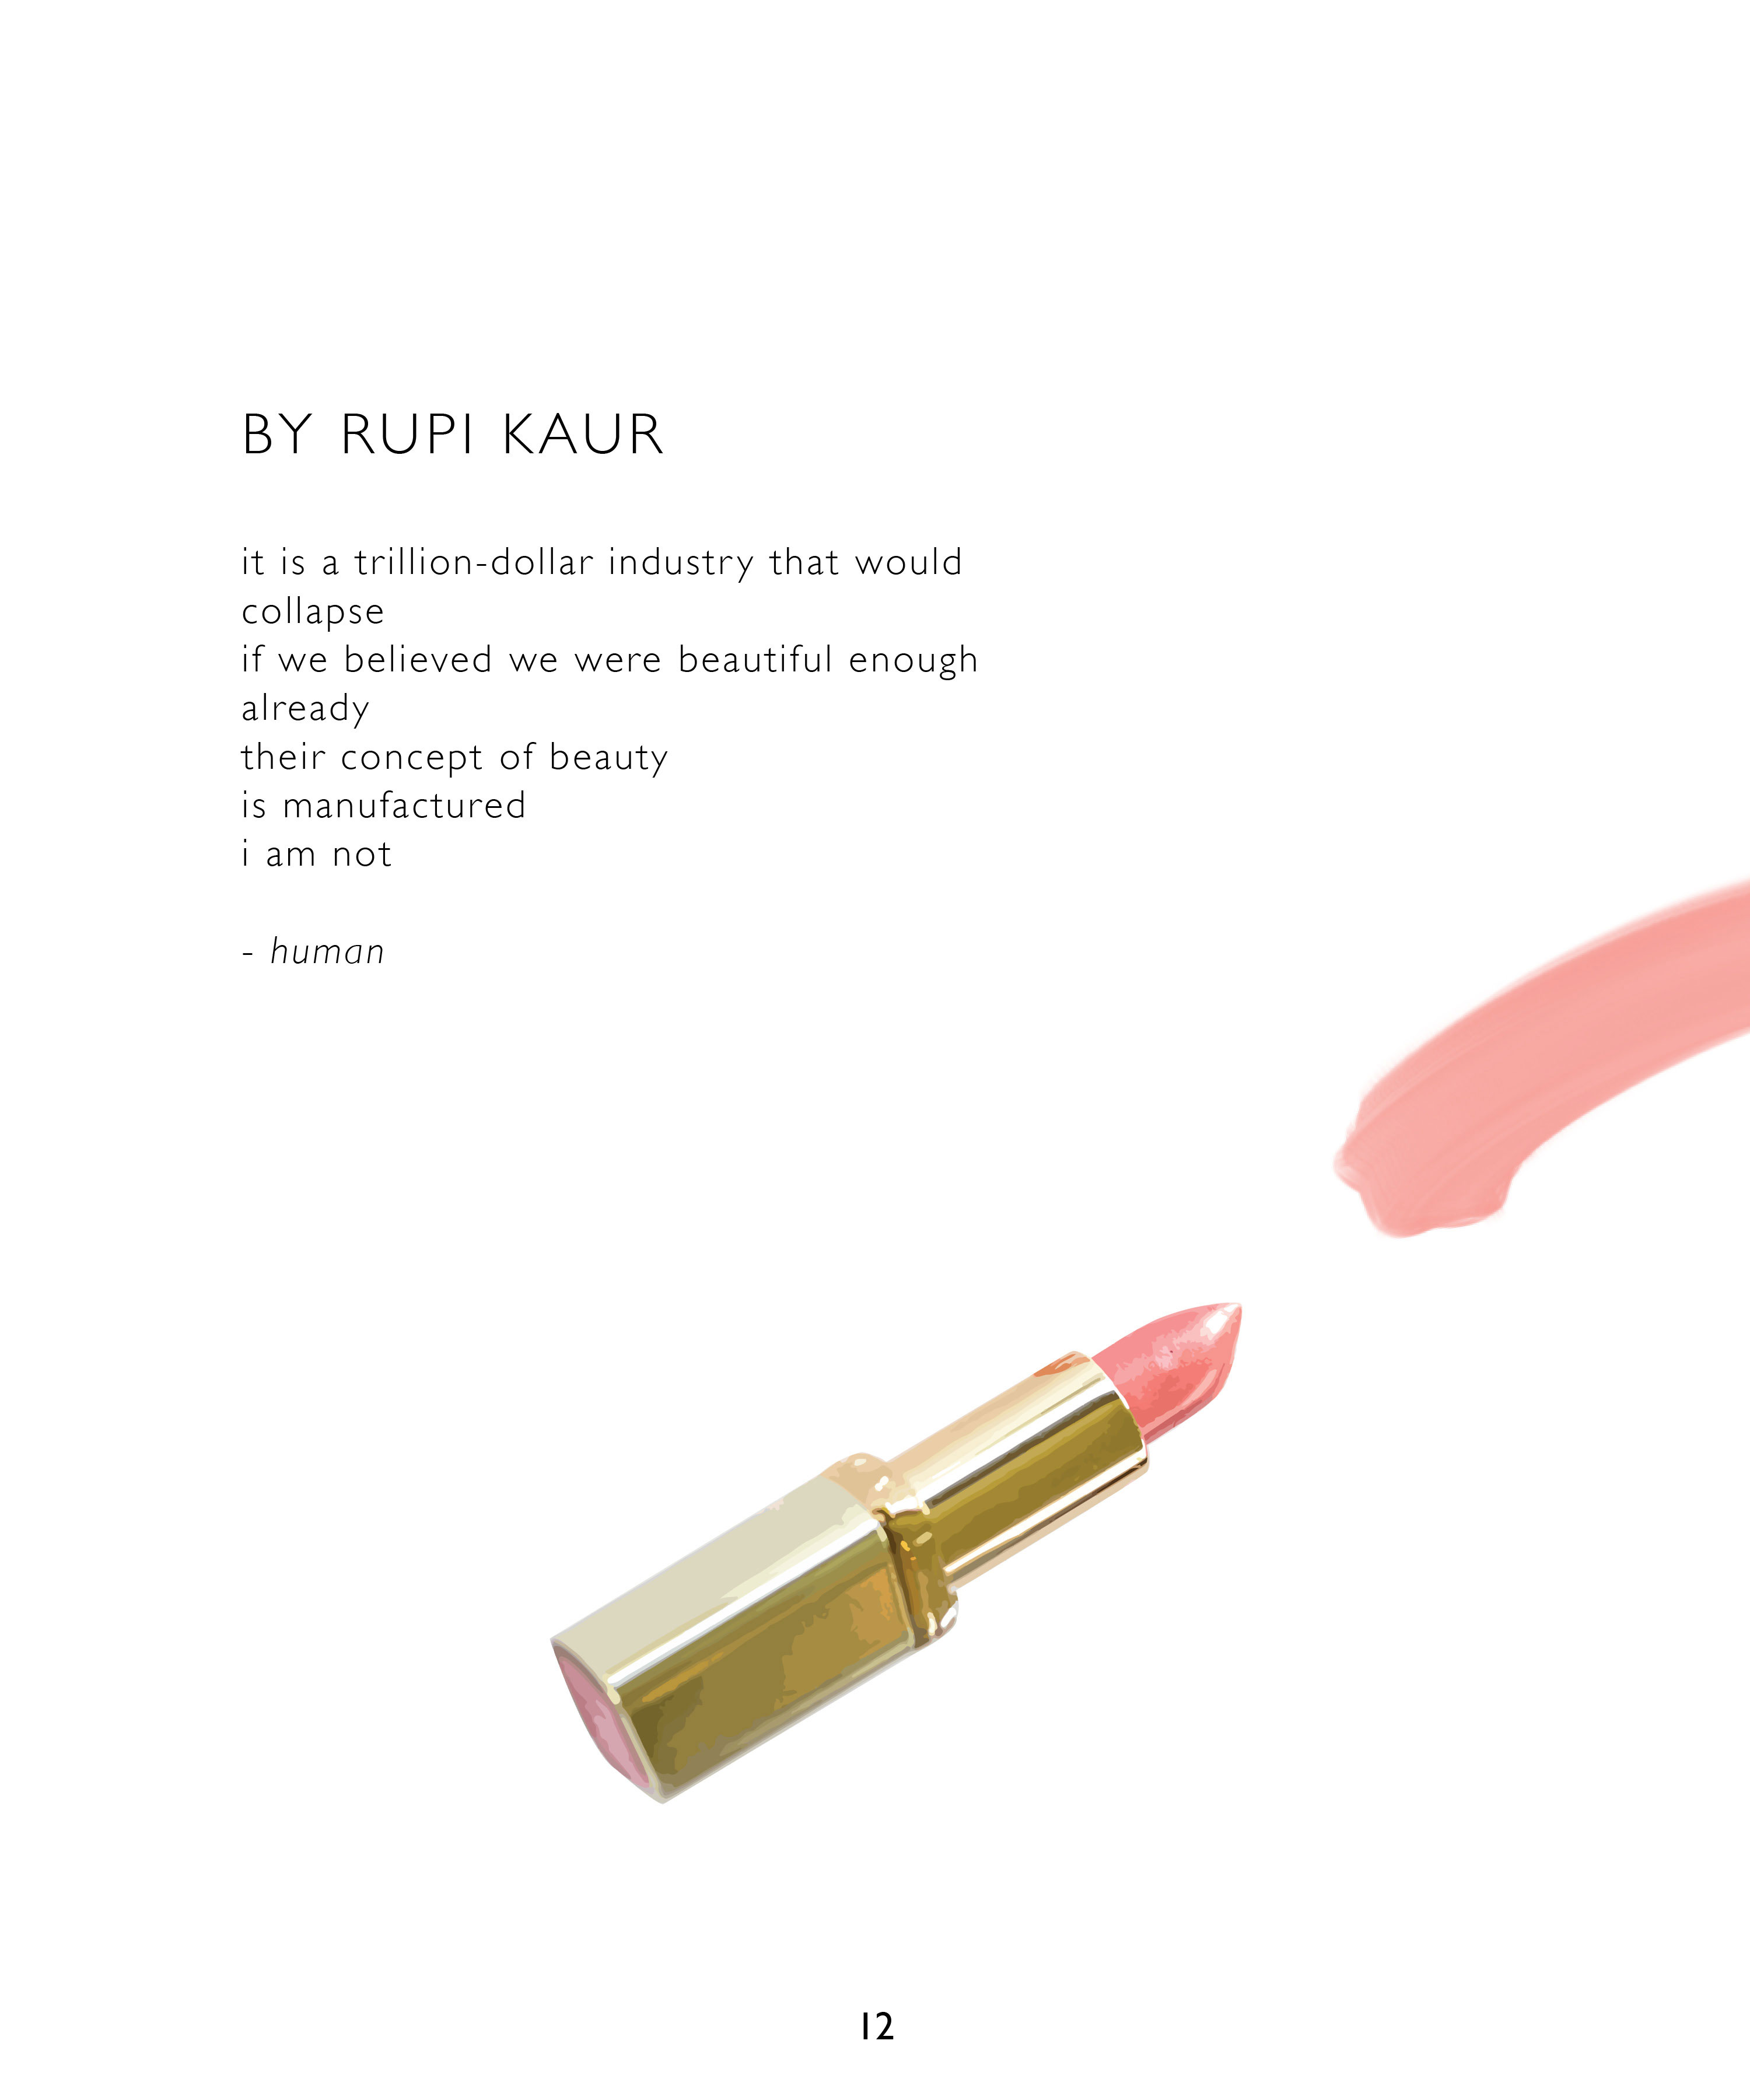 BY RUPI KAUR
it is a trillion-dollar industry that would
collapse
if we believed we were beautiful enough
already
their concept of beauty
is manufactured
i am not
- human
12